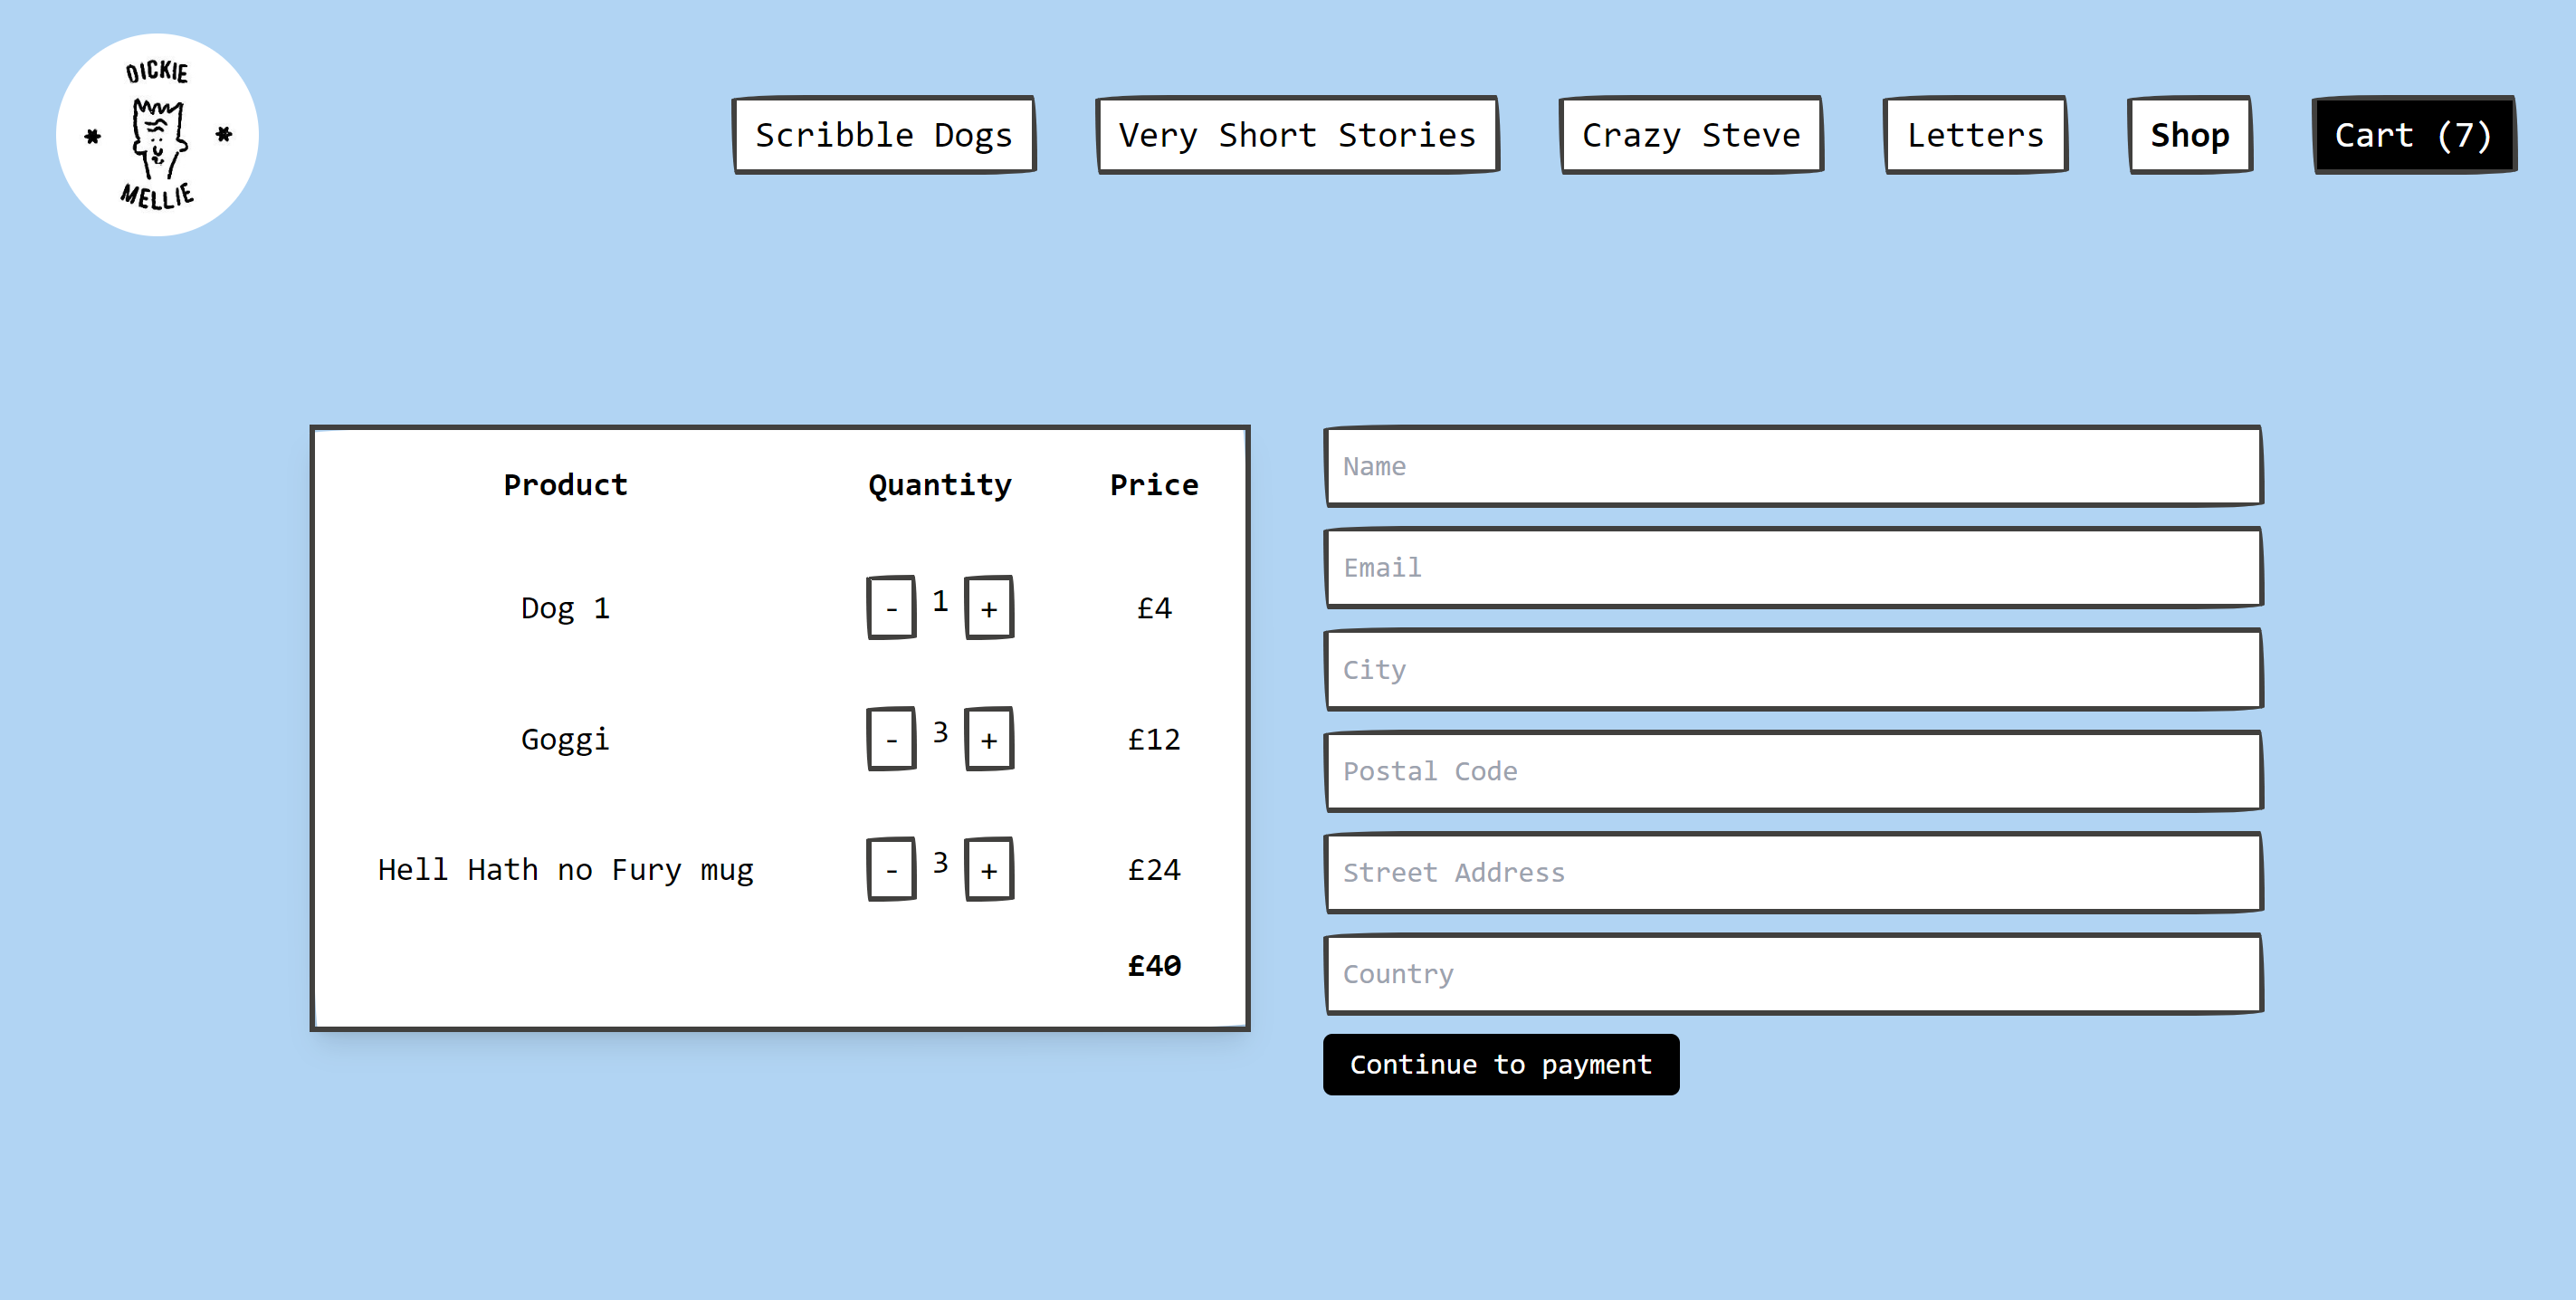 DICKIE
MELLIE
Scribble Dogs
Very Short Stories
Crazy Steve
Letters
Shop
Cart (7)
Product Quantity Price
Dog 1 - 1 + £4
Goggi - 3 + £12
Hell Hath no Fury mug - 3 + £24
£40
Name
Email
City
Postal Code
Street Address
Country
Continue to payment